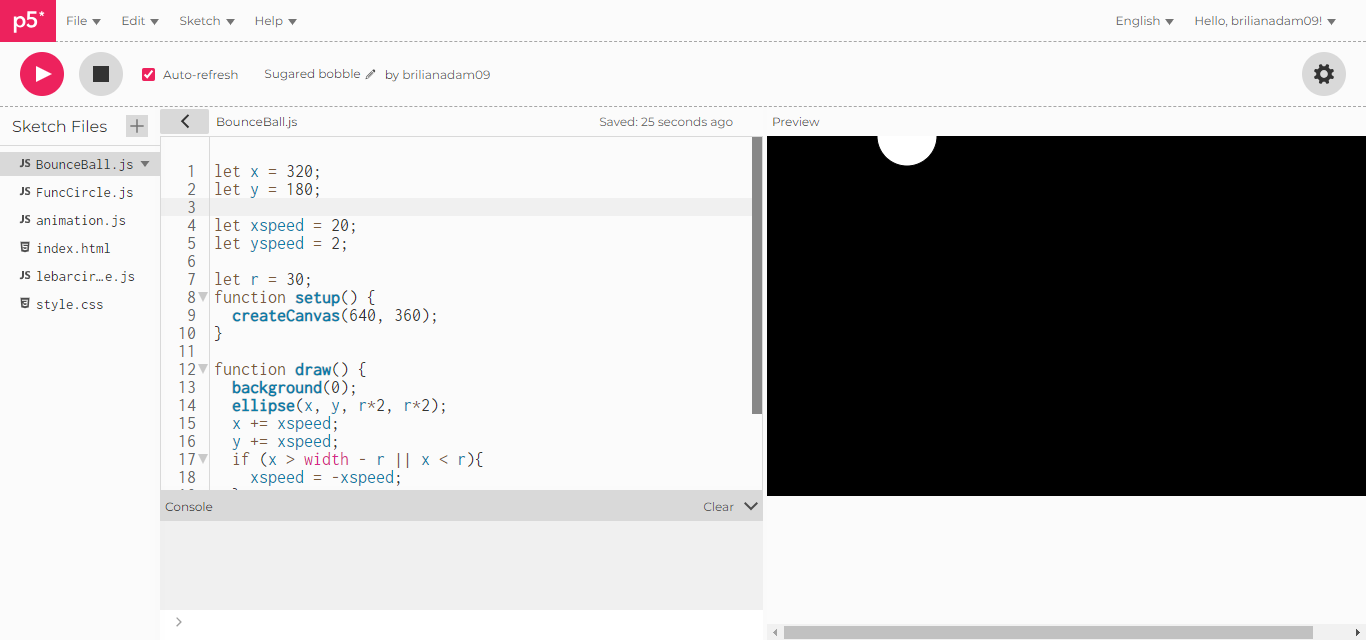 p5* File Edit Sketch Help English Hello, brilianadam09!
Auto-refresh Sugared bobble by brilianadam09
Sketch Files +
BounceBall.js Saved: 25 seconds ago Preview
JS BounceBall.js
JS FuncCircle.js
JS animation.js
index.html
JS lebarcir…e.js
style.css
1 let x = 320;
2 let y = 180;
3
4 let xspeed = 20;
5 let yspeed = 2;
6
7 let r = 30;
8 function setup() {
9 createCanvas(640, 360);
10 }
11
12 function draw() {
13 background(0);
14 ellipse(x, y, r*2, r*2);
15 x += xspeed;
16 y += xspeed;
17 if (x > width - r || x < r){
18 xspeed = -xspeed;
Console Clear
>